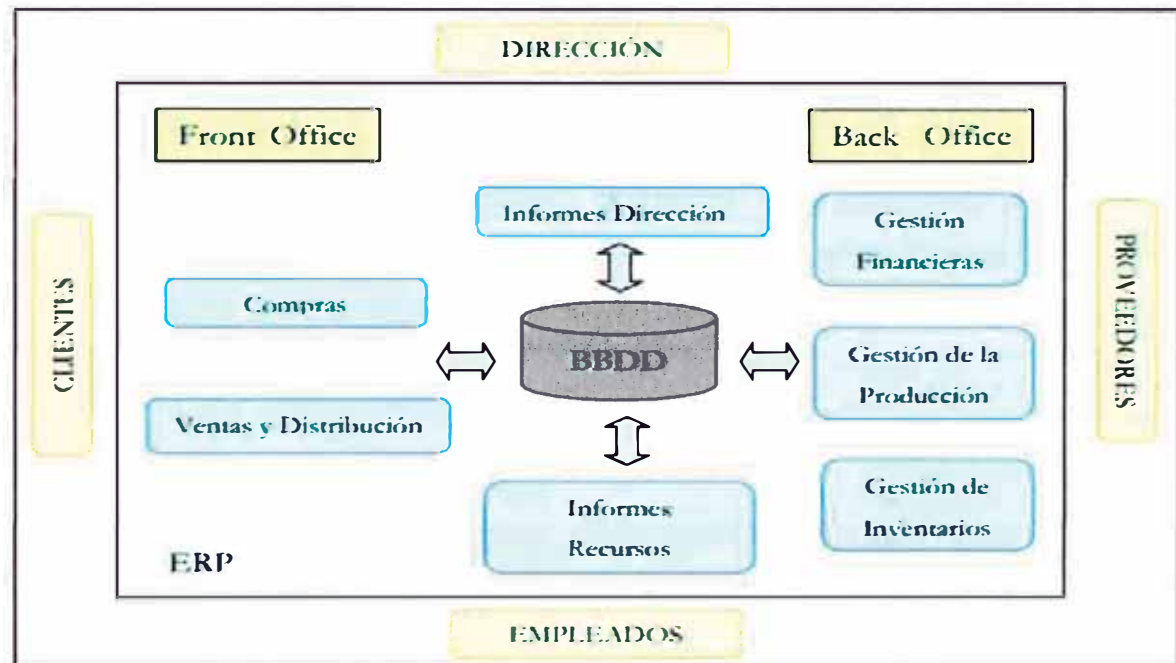 DIRECCIÓN
Front Office
Back Office
Informes Dirección
Gestión
Financieras
CLIENTES
PROVEEDORES
Compras
BBDD
Gestión de la
Producción
Ventas y Distribución
Informes
Recursos
Gestión de
Inventarios
ERP
EMPLEADOS